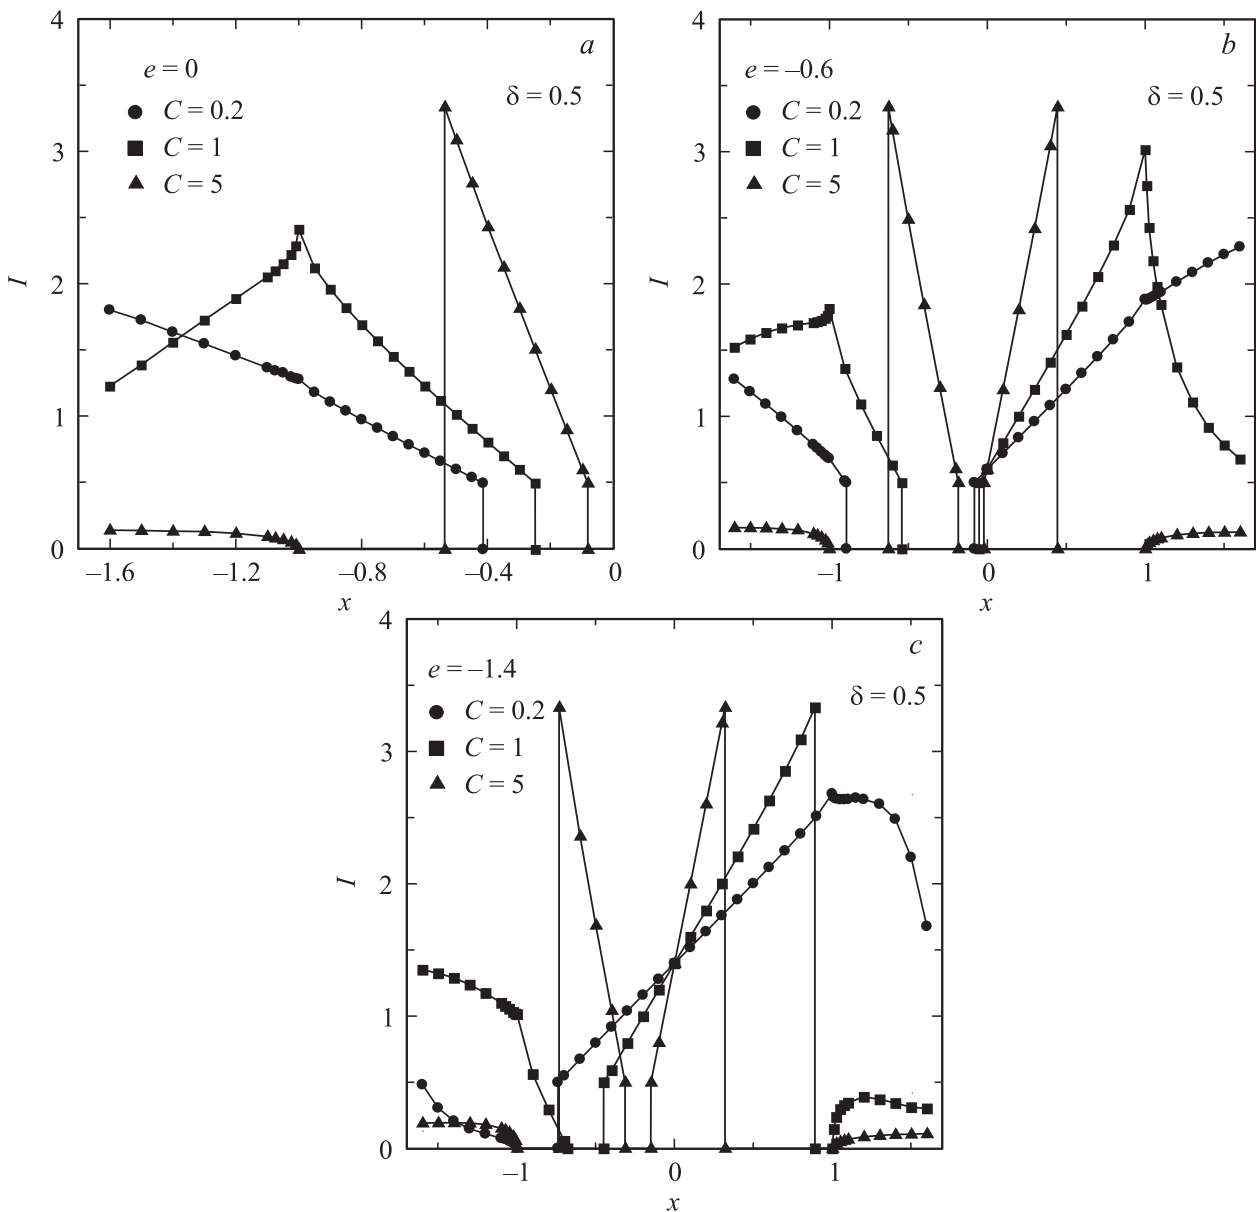 4
a
e = 0
δ = 0.5
C = 0.2
3
C = 1
C = 5
I
2
1
0
−1.6
−1.2
−0.8
−0.4
0
x
4
b
e = −0.6
δ = 0.5
C = 0.2
3
C = 1
C = 5
I
2
1
0
−1
0
1
x
4
c
e = −1.4
δ = 0.5
C = 0.2
3
C = 1
C = 5
I
2
1
0
−1
0
1
x